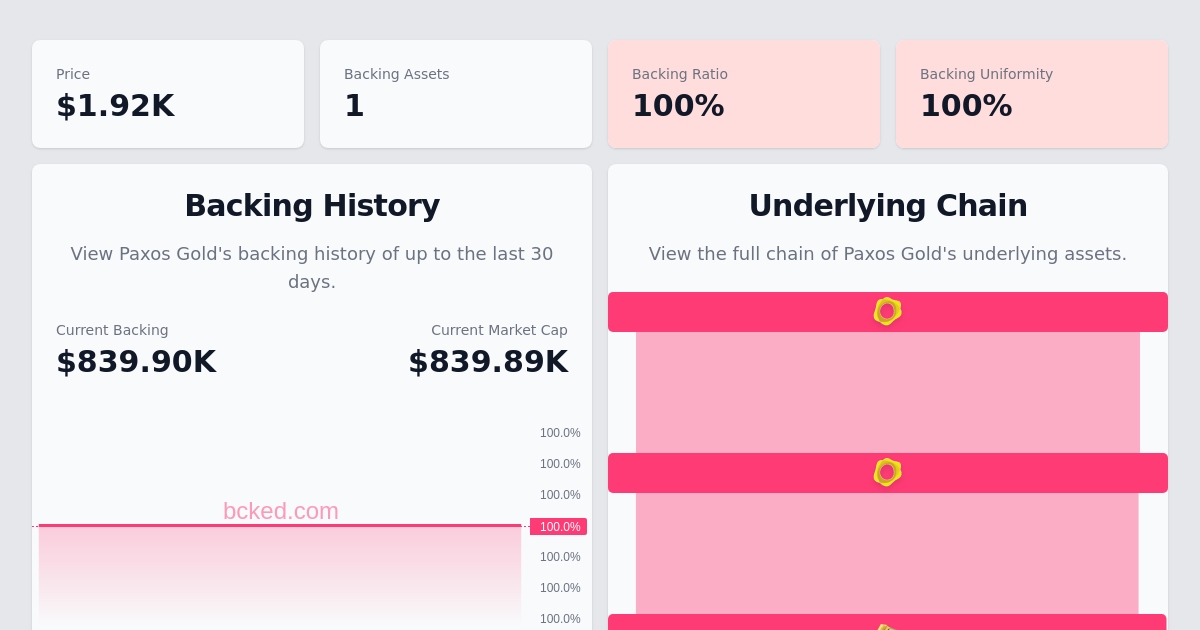 Price
$1.92K
Backing Assets
1
Backing Ratio
100%
Backing Uniformity
100%
Backing History
View Paxos Gold's backing history of up to the last 30
days.
Current Backing
$839.90K
Current Market Cap
$839.89K
100.0%
100.0%
100.0%
bcked.com
100.0%
100.0%
100.0%
100.0%
Underlying Chain
View the full chain of Paxos Gold's underlying assets.